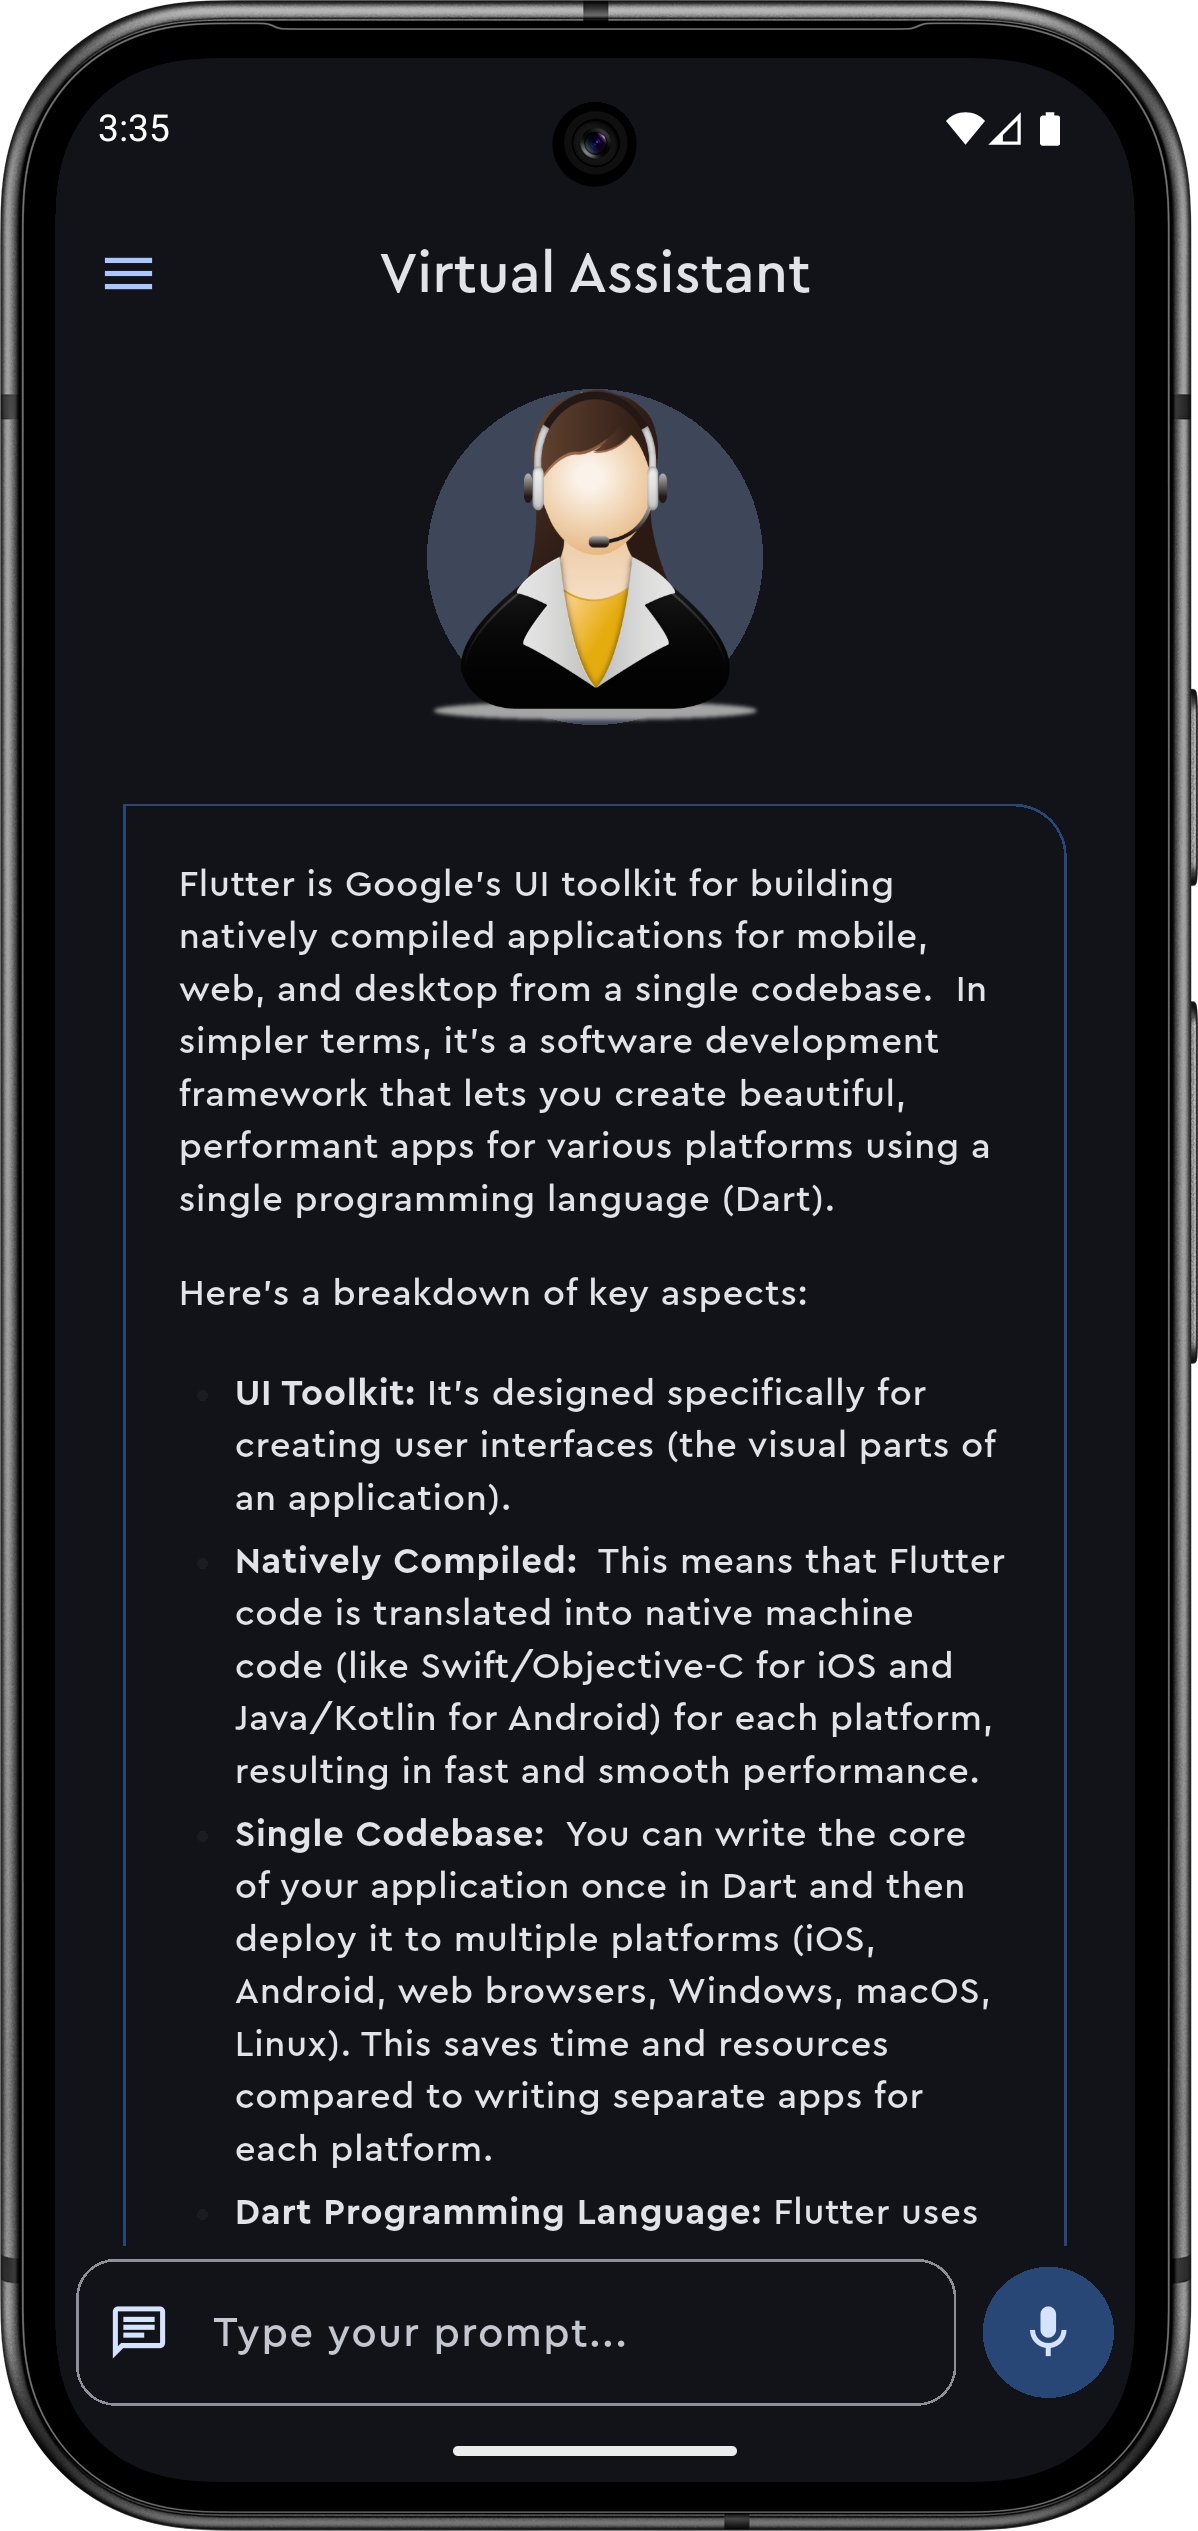 3:35
Virtual Assistant
Flutter is Google's UI toolkit for building
natively compiled applications for mobile,
web, and desktop from a single codebase.  In
simpler terms, it's a software development
framework that lets you create beautiful,
performant apps for various platforms using a
single programming language (Dart).
Here's a breakdown of key aspects:
• UI Toolkit: It's designed specifically for
creating user interfaces (the visual parts of
an application).
• Natively Compiled:  This means that Flutter
code is translated into native machine
code (like Swift/Objective-C for iOS and
Java/Kotlin for Android) for each platform,
resulting in fast and smooth performance.
• Single Codebase:  You can write the core
of your application once in Dart and then
deploy it to multiple platforms (iOS,
Android, web browsers, Windows, macOS,
Linux). This saves time and resources
compared to writing separate apps for
each platform.
• Dart Programming Language: Flutter uses
Type your prompt...